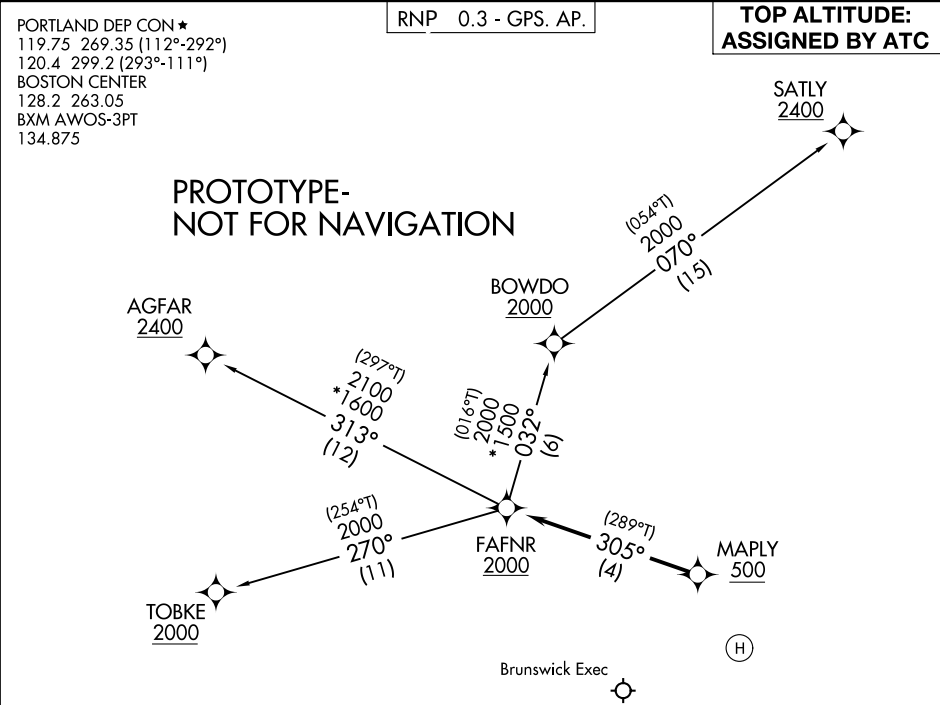 PORTLAND DEP CON ★
119.75 269.35 (112°-292°)
120.4 299.2 (293°-111°)
BOSTON CENTER
128.2 263.05
BXM AWOS-3PT
134.875
RNP 0.3 - GPS. AP.
TOP ALTITUDE:
ASSIGNED BY ATC
PROTOTYPE-
NOT FOR NAVIGATION
SATLY
2400
(054°T)
2000
070°
(15)
BOWDO
2000
AGFAR
2400
(297°T)
2100
*1600
313°
(12)
(016°T)
2000
*1500
032°
(6)
(254°T)
2000
270°
(11)
FAFNR
2000
(289°T)
305°
(4)
MAPLY
500
TOBKE
2000
H
Brunswick Exec